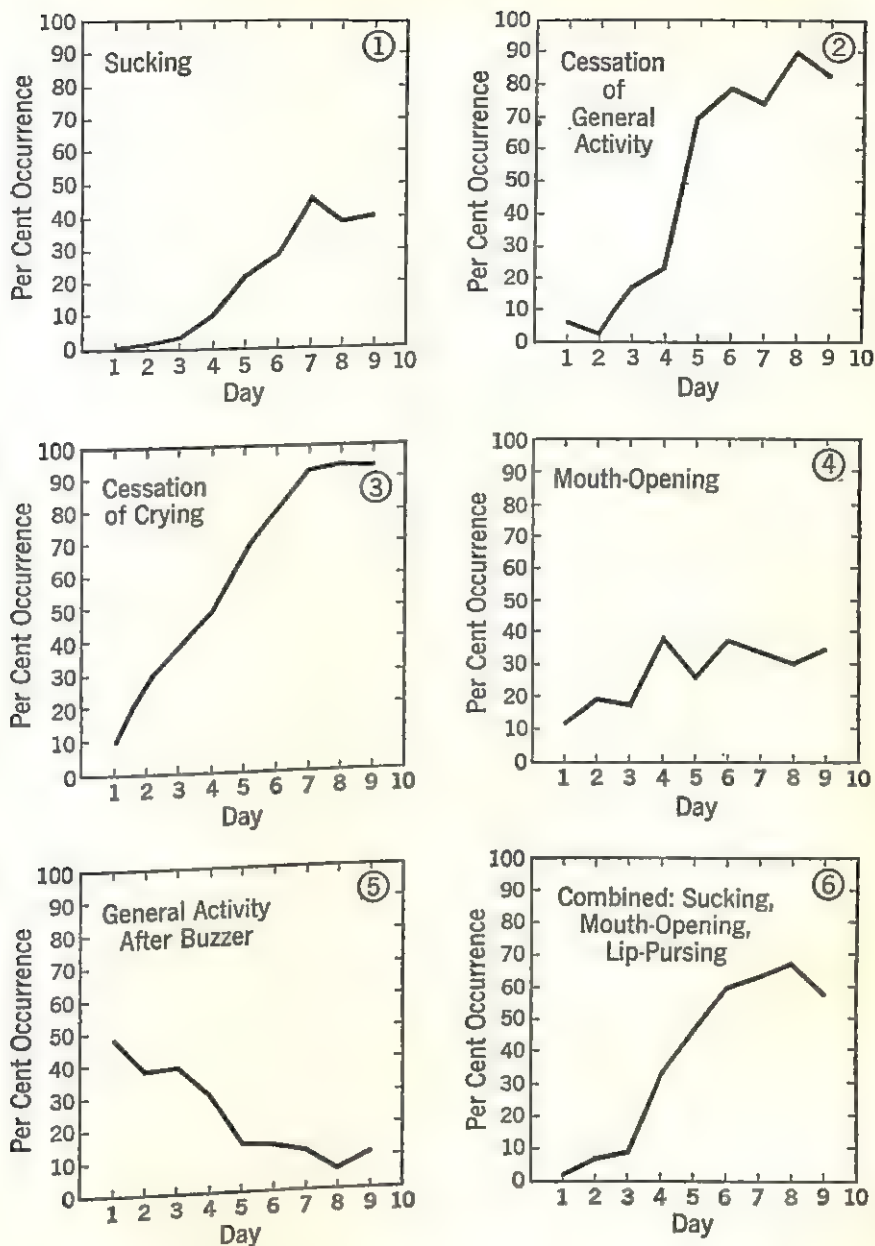 ①
Sucking
Per Cent Occurrence
100
90
80
70
60
50
40
30
20
10
0
1 2 3 4 5 6 7 8 9 10
Day
②
Cessation
of
General
Activity
Per Cent Occurrence
100
90
80
70
60
50
40
30
20
10
0
1 2 3 4 5 6 7 8 9 10
Day
③
Cessation
of Crying
Per Cent Occurrence
100
90
80
70
60
50
40
30
20
10
0
1 2 3 4 5 6 7 8 9 10
Day
④
Mouth-Opening
Per Cent Occurrence
100
90
80
70
60
50
40
30
20
10
0
1 2 3 4 5 6 7 8 9 10
Day
⑤
General Activity
After Buzzer
Per Cent Occurrence
100
90
80
70
60
50
40
30
20
10
0
1 2 3 4 5 6 7 8 9 10
Day
⑥
Combined: Sucking,
Mouth-Opening,
Lip-Pursing
Per Cent Occurrence
100
90
80
70
60
50
40
30
20
10
0
1 2 3 4 5 6 7 8 9 10
Day